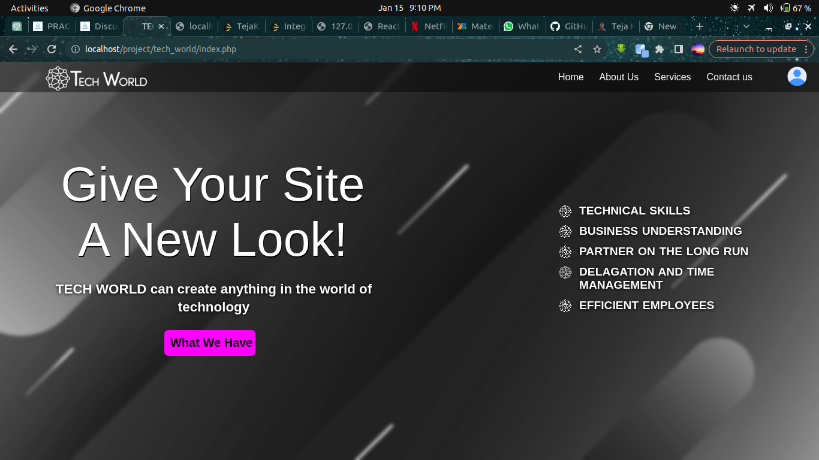 Activities
Google Chrome
Jan 15 9:10 PM
67 %
PRAC
Discu
TE
locall
TejaK
Integ
127.0
React
Netfl
Mate
What
GitHu
Teja K
New
localhost/project/tech_world/index.php
Relaunch to update
TECH WORLD
Home
About Us
Services
Contact us
Give Your Site
A New Look!
TECH WORLD can create anything in the world of
technology
What We Have
TECHNICAL SKILLS
BUSINESS UNDERSTANDING
PARTNER ON THE LONG RUN
DELAGATION AND TIME
MANAGEMENT
EFFICIENT EMPLOYEES